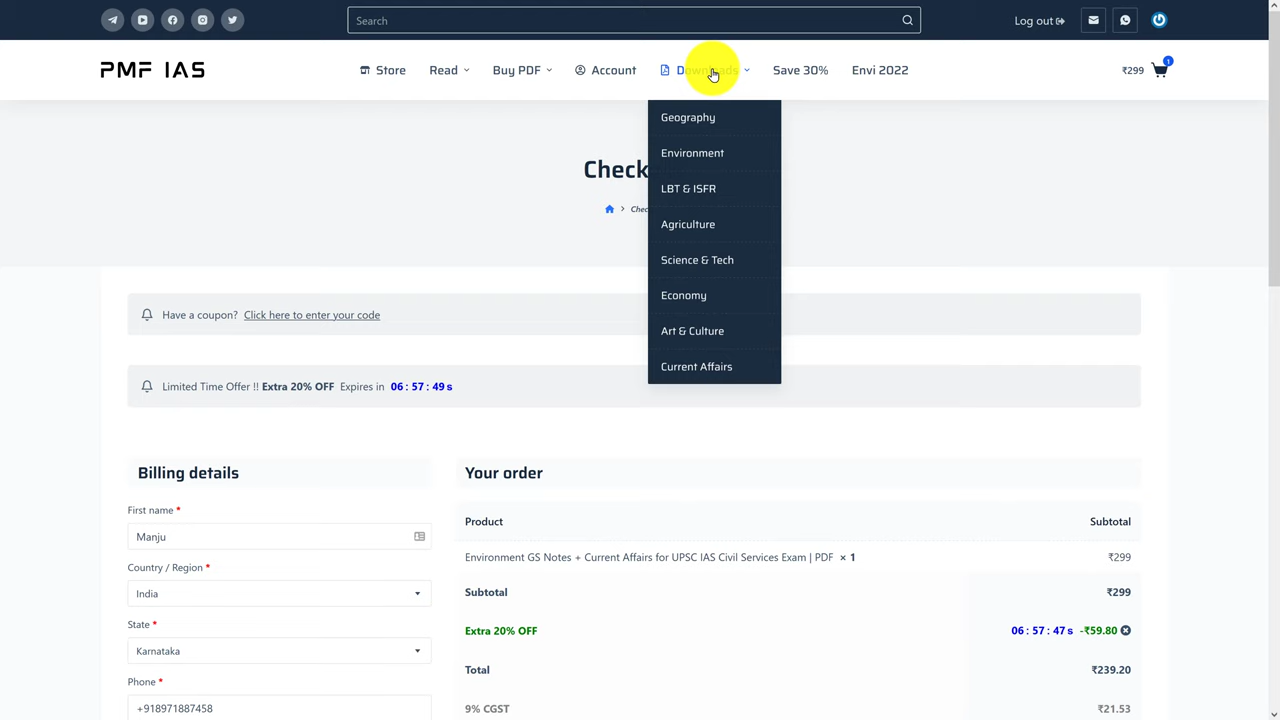 Search
Log out
PMF IAS
Store
Read
Buy PDF
Account
Downloads
Save 30%
Envi 2022
₹299
1
Geography
Environment
LBT & ISFR
Agriculture
Science & Tech
Economy
Art & Culture
Current Affairs
Check
Chec
Have a coupon? Click here to enter your code
Limited Time Offer !! Extra 20% OFF Expires in 06 : 57 : 49 s
Billing details
First name *
Manju
Country / Region *
India
State *
Karnataka
Phone *
+918971887458
Your order
Product Subtotal
Environment GS Notes + Current Affairs for UPSC IAS Civil Services Exam | PDF × 1 ₹299
Subtotal ₹299
Extra 20% OFF 06 : 57 : 47 s -₹59.80
Total ₹239.20
9% CGST ₹21.53